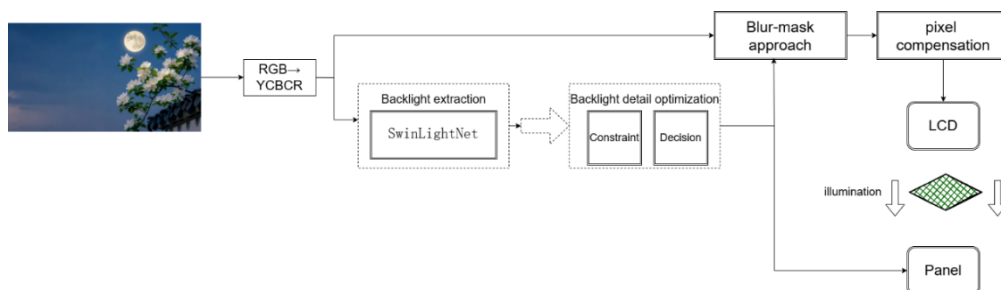 RGB→
YCBCR
Backlight extraction
SwinLightNet
Backlight detail optimization
Constraint
Decision
Blur-mask
approach
pixel
compensation
LCD
illumination
Panel